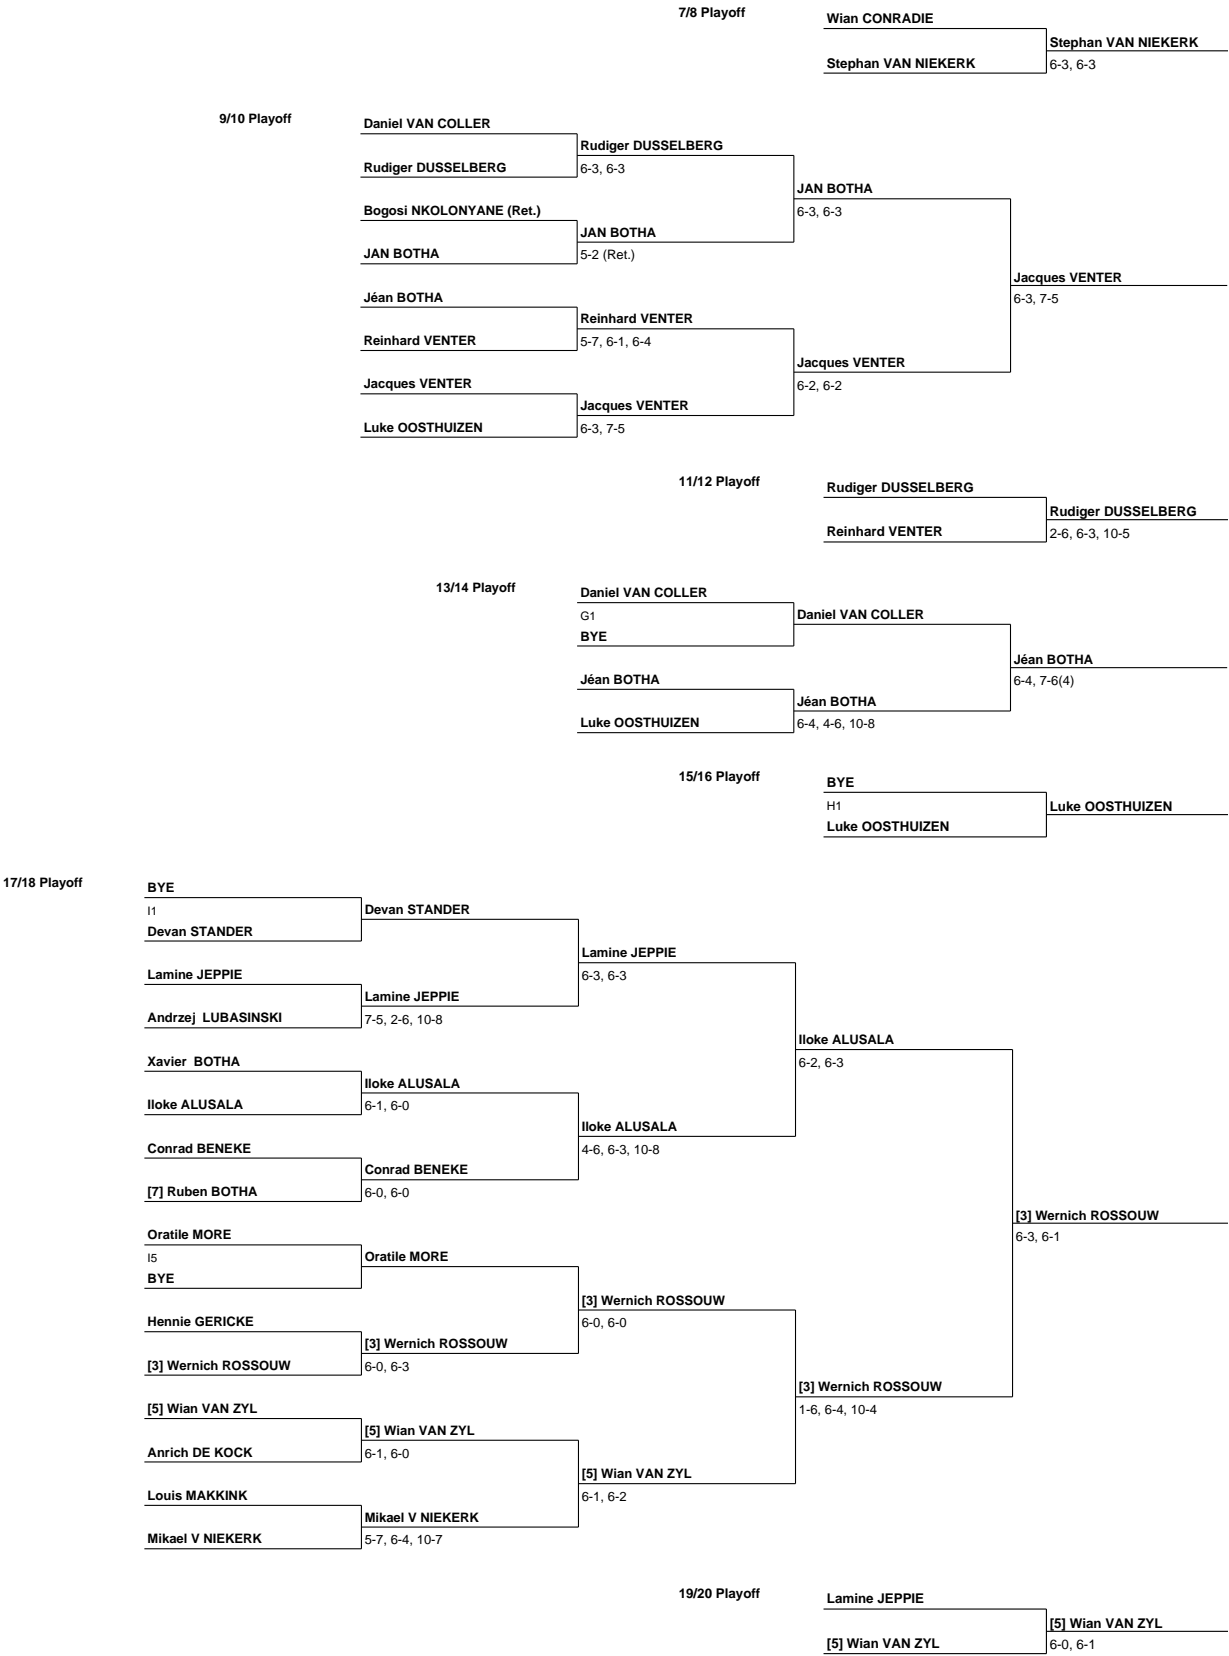 7/8 Playoff
Wian CONRADIE
Stephan VAN NIEKERK
Stephan VAN NIEKERK
6-3, 6-3
9/10 Playoff
Daniel VAN COLLER
Rudiger DUSSELBERG
Rudiger DUSSELBERG
6-3, 6-3
JAN BOTHA
6-3, 6-3
Bogosi NKOLONYANE (Ret.)
JAN BOTHA
JAN BOTHA
5-2 (Ret.)
Jacques VENTER
6-3, 7-5
Jéan BOTHA
Reinhard VENTER
Reinhard VENTER
5-7, 6-1, 6-4
Jacques VENTER
6-2, 6-2
Jacques VENTER
Jacques VENTER
Luke OOSTHUIZEN
6-3, 7-5
11/12 Playoff
Rudiger DUSSELBERG
Rudiger DUSSELBERG
Reinhard VENTER
2-6, 6-3, 10-5
13/14 Playoff
Daniel VAN COLLER
G1
Daniel VAN COLLER
BYE
Jéan BOTHA
6-4, 7-6(4)
Jéan BOTHA
Jéan BOTHA
Luke OOSTHUIZEN
6-4, 4-6, 10-8
15/16 Playoff
BYE
H1
Luke OOSTHUIZEN
Luke OOSTHUIZEN
17/18 Playoff
BYE
I1
Devan STANDER
Devan STANDER
Lamine JEPPIE
6-3, 6-3
Lamine JEPPIE
Lamine JEPPIE
Andrzej LUBASINSKI
7-5, 2-6, 10-8
Iloke ALUSALA
6-2, 6-3
Xavier BOTHA
Iloke ALUSALA
Iloke ALUSALA
6-1, 6-0
Iloke ALUSALA
4-6, 6-3, 10-8
Conrad BENEKE
Conrad BENEKE
[7] Ruben BOTHA
6-0, 6-0
[3] Wernich ROSSOUW
6-3, 6-1
Oratile MORE
I5
Oratile MORE
BYE
[3] Wernich ROSSOUW
6-0, 6-0
Hennie GERICKE
[3] Wernich ROSSOUW
[3] Wernich ROSSOUW
6-0, 6-3
[3] Wernich ROSSOUW
1-6, 6-4, 10-4
[5] Wian VAN ZYL
[5] Wian VAN ZYL
Anrich DE KOCK
6-1, 6-0
[5] Wian VAN ZYL
6-1, 6-2
Louis MAKKINK
Mikael V NIEKERK
Mikael V NIEKERK
5-7, 6-4, 10-7
19/20 Playoff
Lamine JEPPIE
[5] Wian VAN ZYL
[5] Wian VAN ZYL
6-0, 6-1